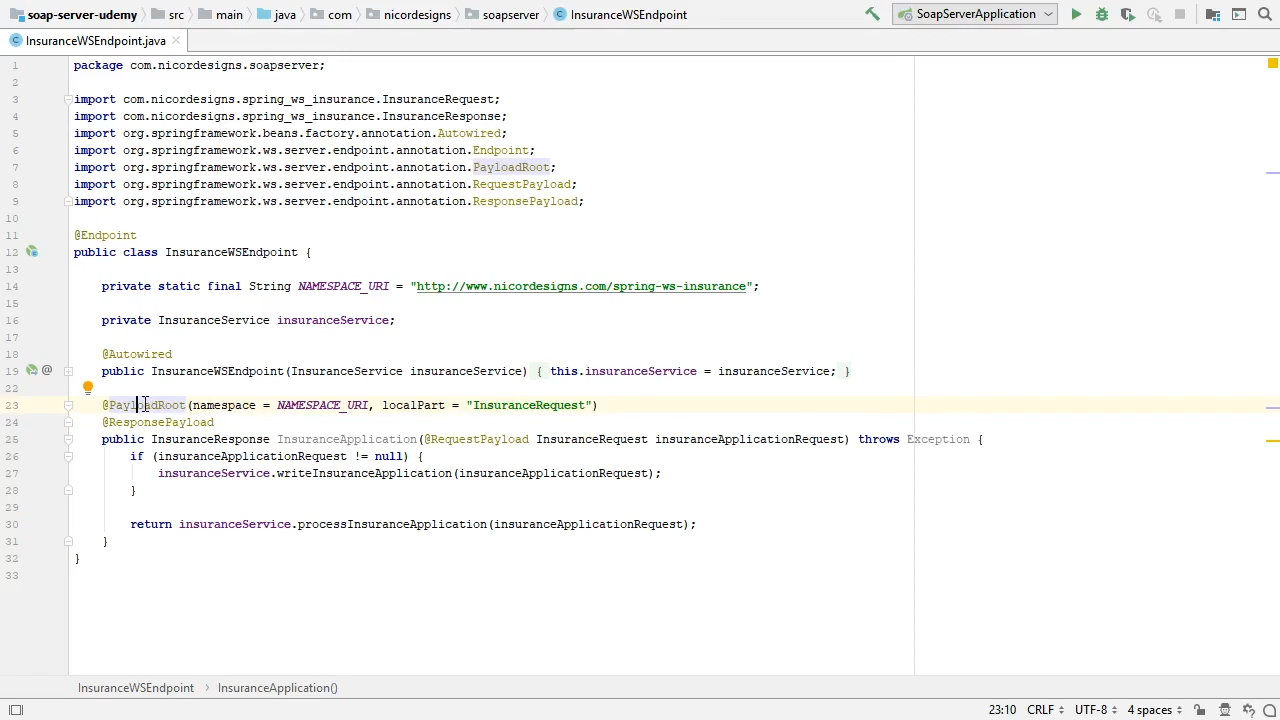 soap-server-udemy src main java com nicordesigns soapserver InsuranceWSEndpoint SoapServerApplication
InsuranceWSEndpoint.java
1 package com.nicordesigns.soapserver;
2
3 import com.nicordesigns.spring_ws_insurance.InsuranceRequest;
4 import com.nicordesigns.spring_ws_insurance.InsuranceResponse;
5 import org.springframework.beans.factory.annotation.Autowired;
6 import org.springframework.ws.server.endpoint.annotation.Endpoint;
7 import org.springframework.ws.server.endpoint.annotation.PayloadRoot;
8 import org.springframework.ws.server.endpoint.annotation.RequestPayload;
9 import org.springframework.ws.server.endpoint.annotation.ResponsePayload;
10
11 @Endpoint
12 public class InsuranceWSEndpoint {
13
14 private static final String NAMESPACE_URI = "http://www.nicordesigns.com/spring-ws-insurance";
15
16 private InsuranceService insuranceService;
17
18 @Autowired
19 @ public InsuranceWSEndpoint(InsuranceService insuranceService) { this.insuranceService = insuranceService; }
22
23 @PayloadRoot(namespace = NAMESPACE_URI, localPart = "InsuranceRequest")
24 @ResponsePayload
25 public InsuranceResponse InsuranceApplication(@RequestPayload InsuranceRequest insuranceApplicationRequest) throws Exception {
26 if (insuranceApplicationRequest != null) {
27 insuranceService.writeInsuranceApplication(insuranceApplicationRequest);
28 }
29
30 return insuranceService.processInsuranceApplication(insuranceApplicationRequest);
31 }
32 }
33
InsuranceWSEndpoint › InsuranceApplication()
23:10 CRLF UTF-8 4 spaces